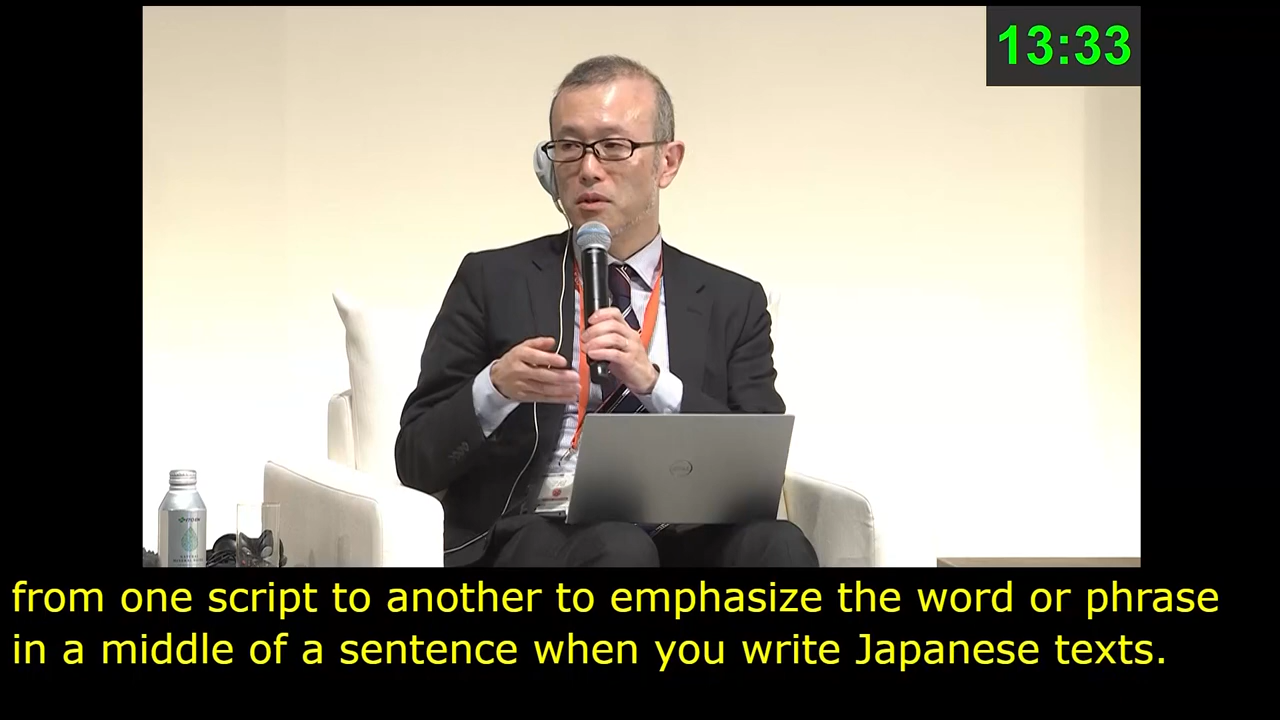 13:33
DELL
from one script to another to emphasize the word or phrase
in a middle of a sentence when you write Japanese texts.